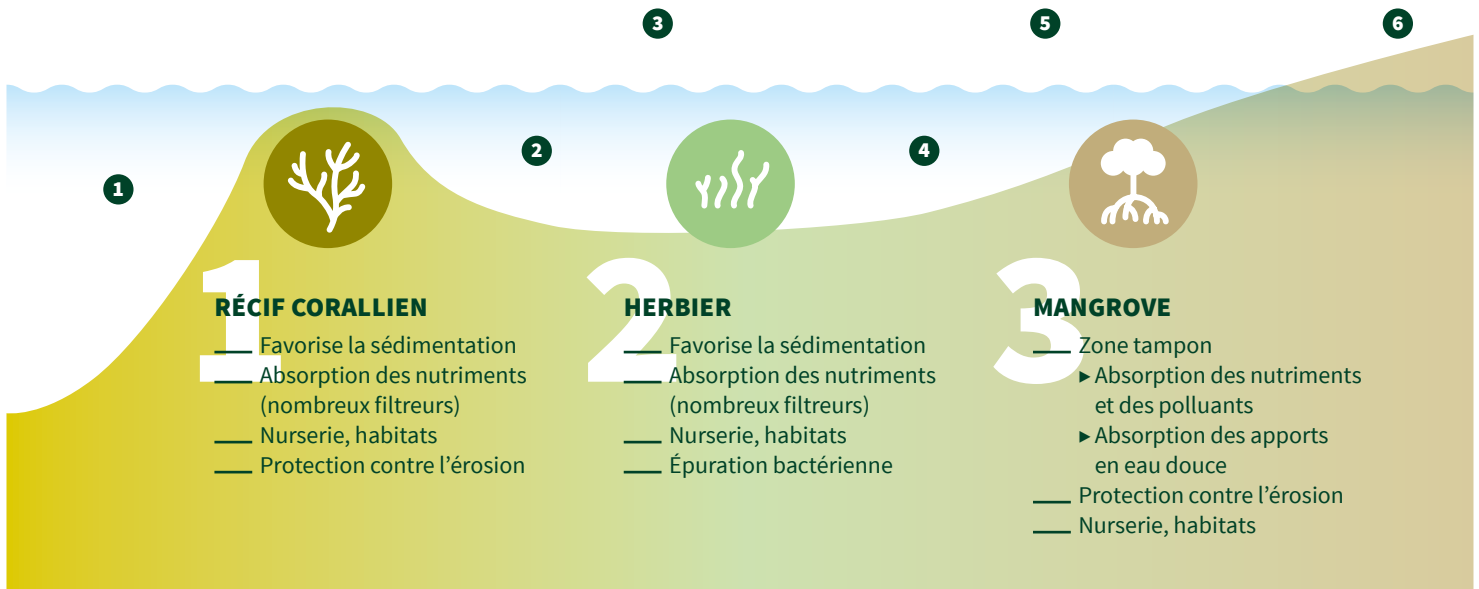 3
5
6
1
2
4
1
RÉCIF CORALLIEN
Favorise la sédimentation
Absorption des nutriments
(nombreux filtreurs)
Nurserie, habitats
Protection contre l’érosion
2
HERBIER
Favorise la sédimentation
Absorption des nutriments
(nombreux filtreurs)
Nurserie, habitats
Épuration bactérienne
3
MANGROVE
Zone tampon
▸ Absorption des nutriments
et des polluants
▸ Absorption des apports
en eau douce
Protection contre l’érosion
Nurserie, habitats